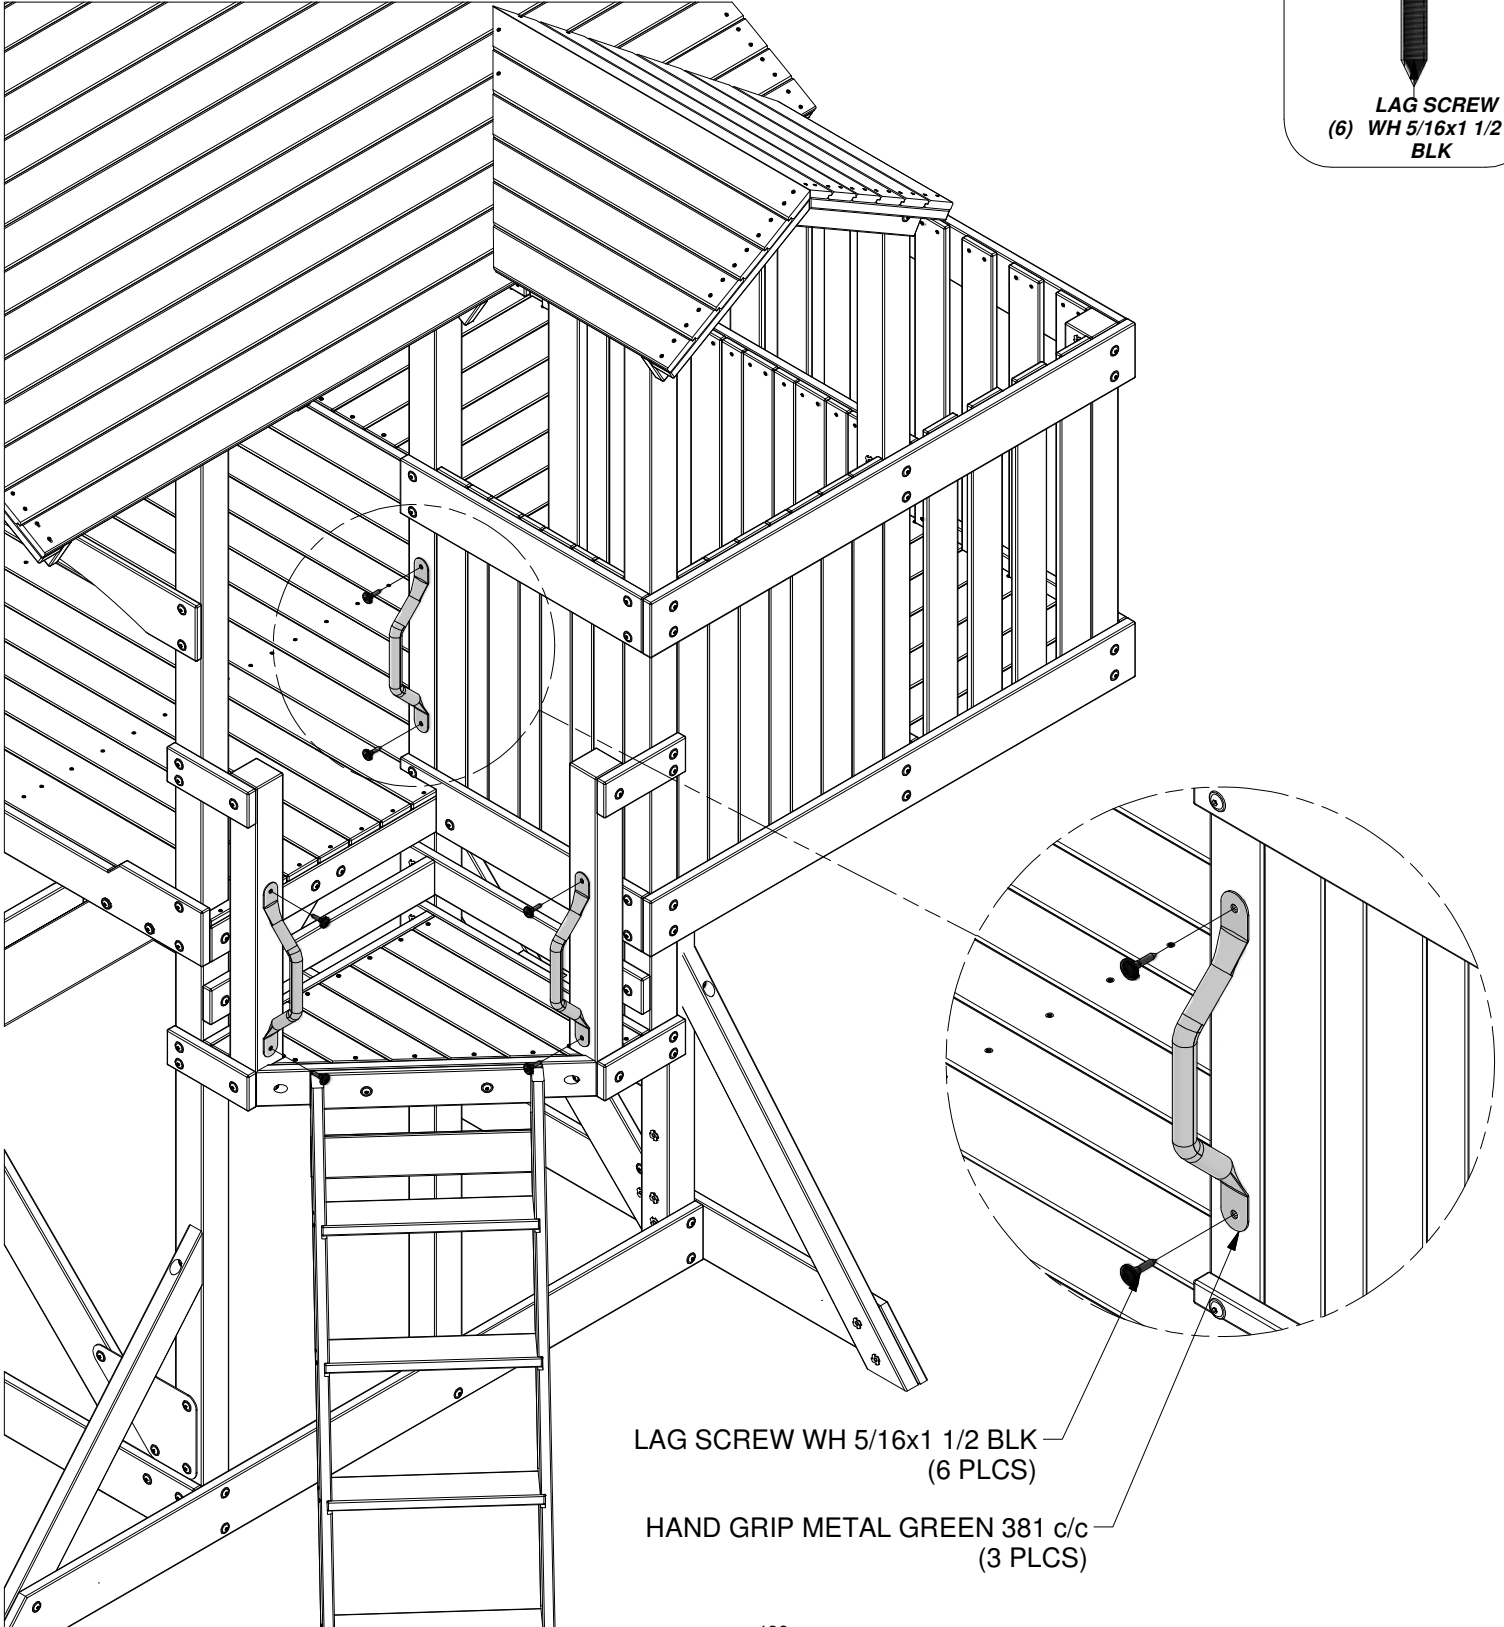 LAG SCREW
(6) WH 5/16x1 1/2
BLK
LAG SCREW WH 5/16x1 1/2 BLK
(6 PLCS)
HAND GRIP METAL GREEN 381 c/c
(3 PLCS)